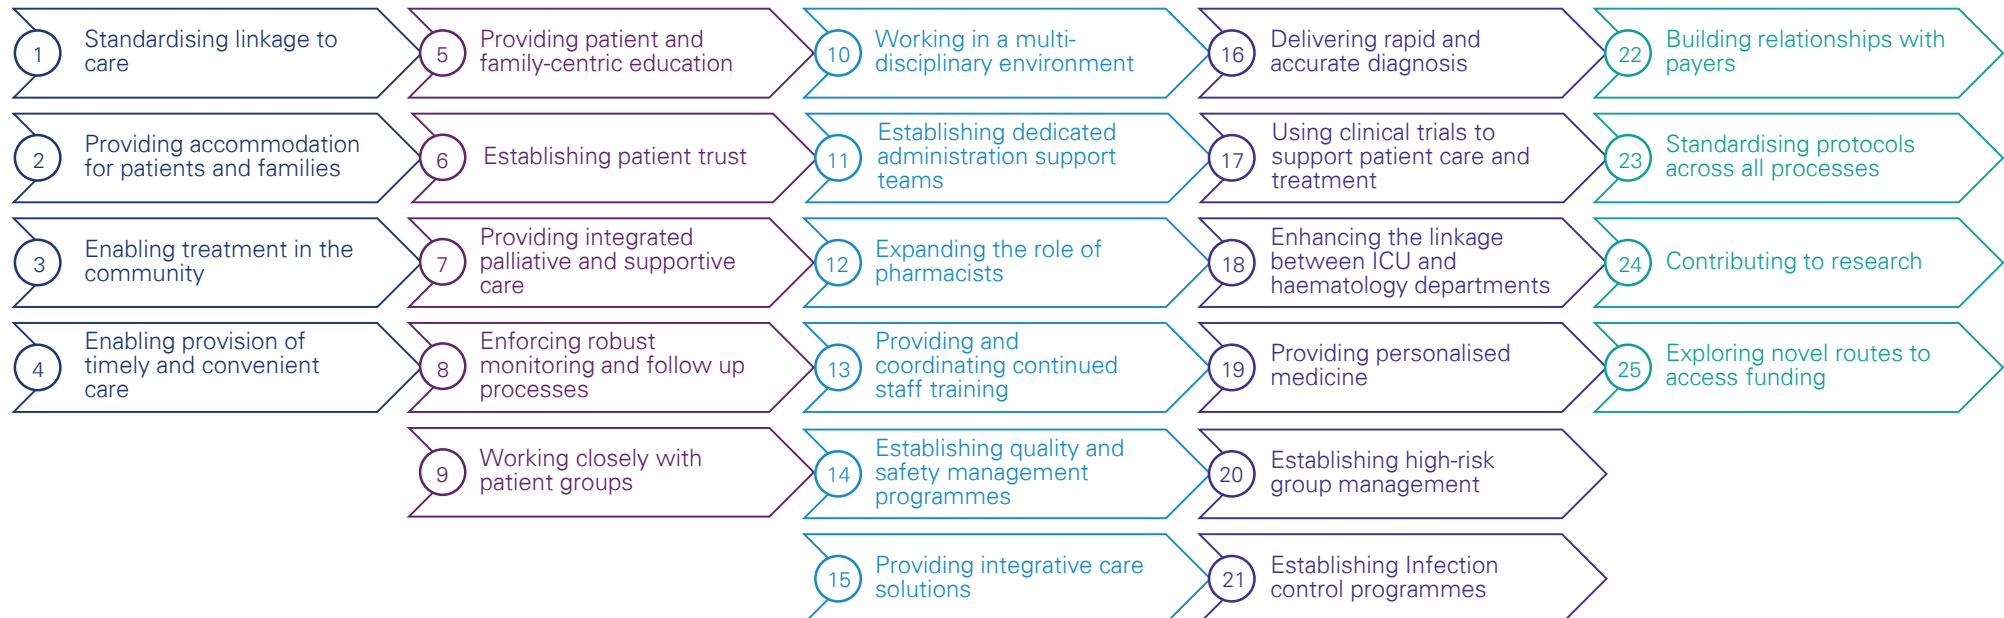 1
Standardising linkage to
care
2
Providing accommodation
for patients and families
3
Enabling treatment in the
community
4
Enabling provision of
timely and convenient
care
5
Providing patient and
family-centric education
6
Establishing patient trust
7
Providing integrated
palliative and supportive
care
8
Enforcing robust
monitoring and follow up
processes
9
Working closely with
patient groups
10
Working in a multi-
disciplinary environment
11
Establishing dedicated
administration support
teams
12
Expanding the role of
pharmacists
13
Providing and
coordinating continued
staff training
14
Establishing quality and
safety management
programmes
15
Providing integrative care
solutions
16
Delivering rapid and
accurate diagnosis
17
Using clinical trials to
support patient care and
treatment
18
Enhancing the linkage
between ICU and
haematology departments
19
Providing personalised
medicine
20
Establishing high-risk
group management
21
Establishing Infection
control programmes
22
Building relationships with
payers
23
Standardising protocols
across all processes
24
Contributing to research
25
Exploring novel routes to
access funding